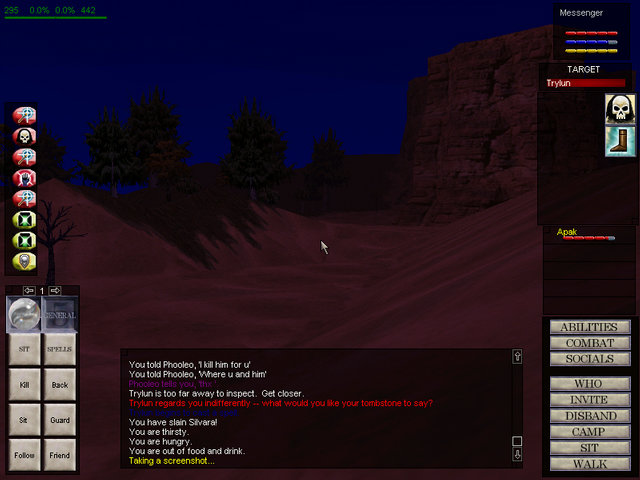 295 0.0% 0.0% 442
Messenger
TARGET
Trylun
Apak
1
GENERAL
SIT
SPELLS
Kill
Back
Sit
Guard
Follow
Friend
You told Phooleo, 'I kill him for u'
You told Phooleo, 'Where u and him'
Phooleo tells you, 'thx'
Trylun is too far away to inspect. Get closer.
Trylun regards you indifferently -- what would you like your tombstone to say?
You have slain Silvara!
You are thirsty.
You are hungry.
You are out of food and drink.
Taking a screenshot...
ABILITIES
COMBAT
SOCIALS
WHO
INVITE
DISBAND
CAMP
SIT
WALK